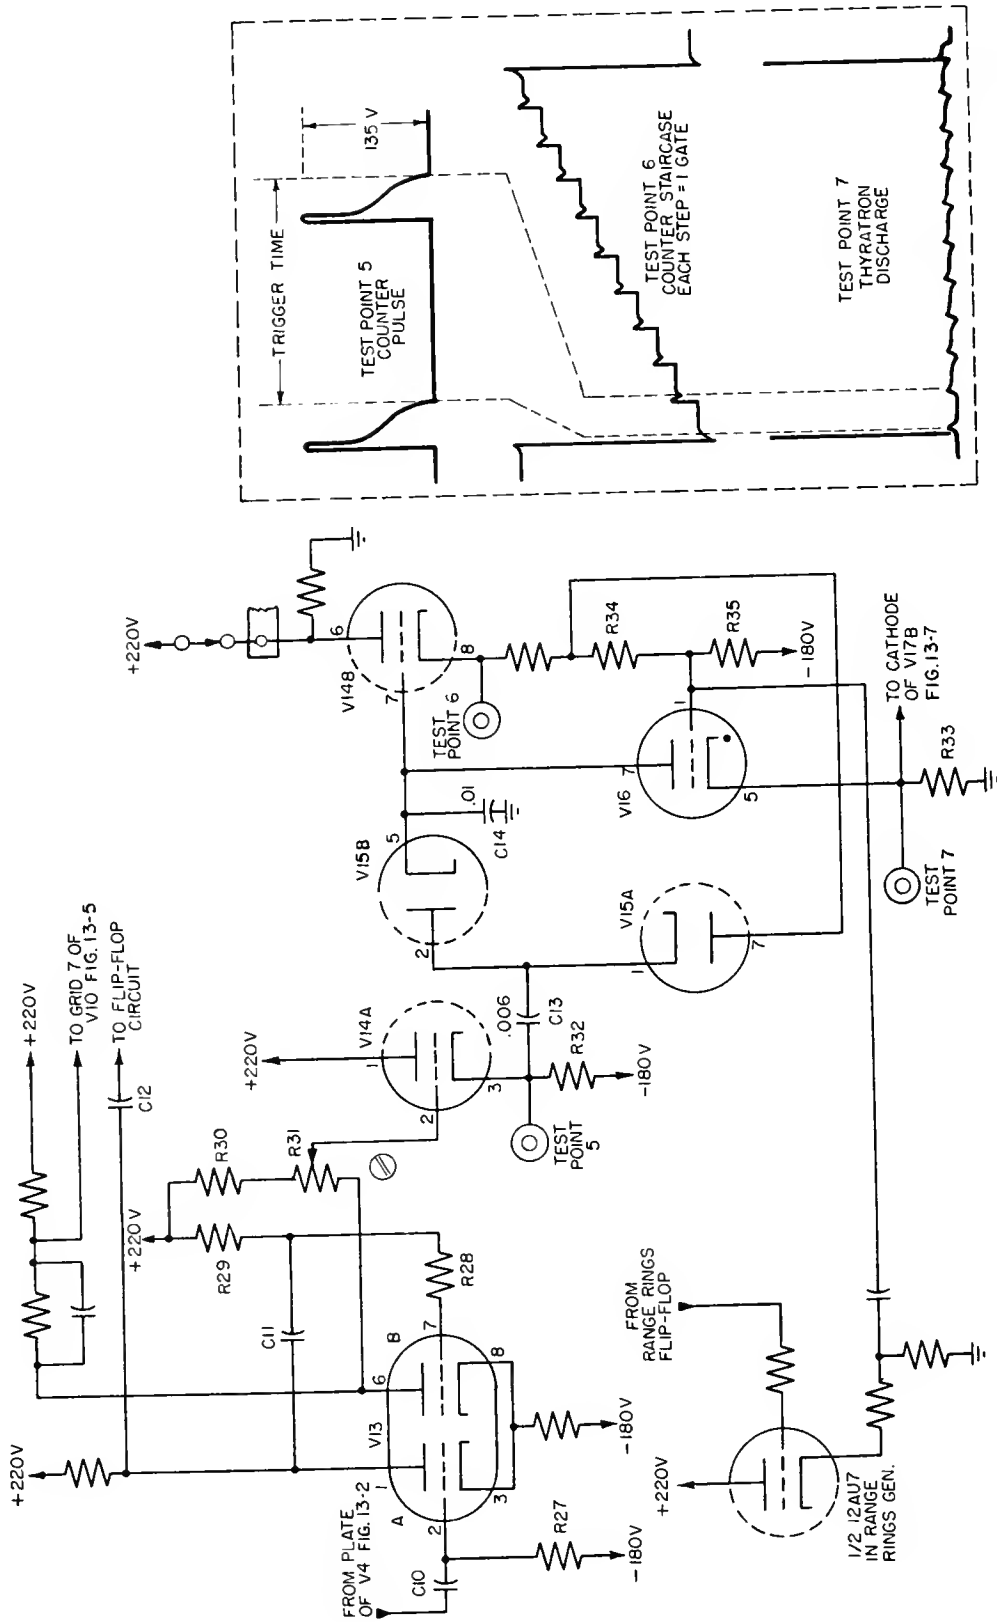 +220V
+220V
TO GRID 7 OF
V10 FIG. 13-5
TO FLIP-FLOP
CIRCUIT
C12
+220V
R30
R29
R31
C11
R28
V13
A
B
1
2
3
6
7
8
FROM PLATE
OF V4 FIG. 13-2
C10
R27
-180V
-180V
+220V
V14A
1
2
3
TEST
POINT
5
R32
-180V
.006
C13
V15B
2
5
.01
C14
V15A
1
7
+220V
V14B
6
7
8
TEST
POINT 6
R34
R35
-180V
V16
7
1
5
TEST
POINT 7
R33
TO CATHODE
OF V17B
FIG. 13-7
FROM
RANGE RINGS
FLIP-FLOP
+220V
1/2 12AU7
IN RANGE
RINGS GEN.
TRIGGER TIME
135 V
TEST POINT 5
COUNTER
PULSE
TEST POINT 6
COUNTER STAIRCASE
EACH STEP = 1 GATE
TEST POINT 7
THYRATRON
DISCHARGE